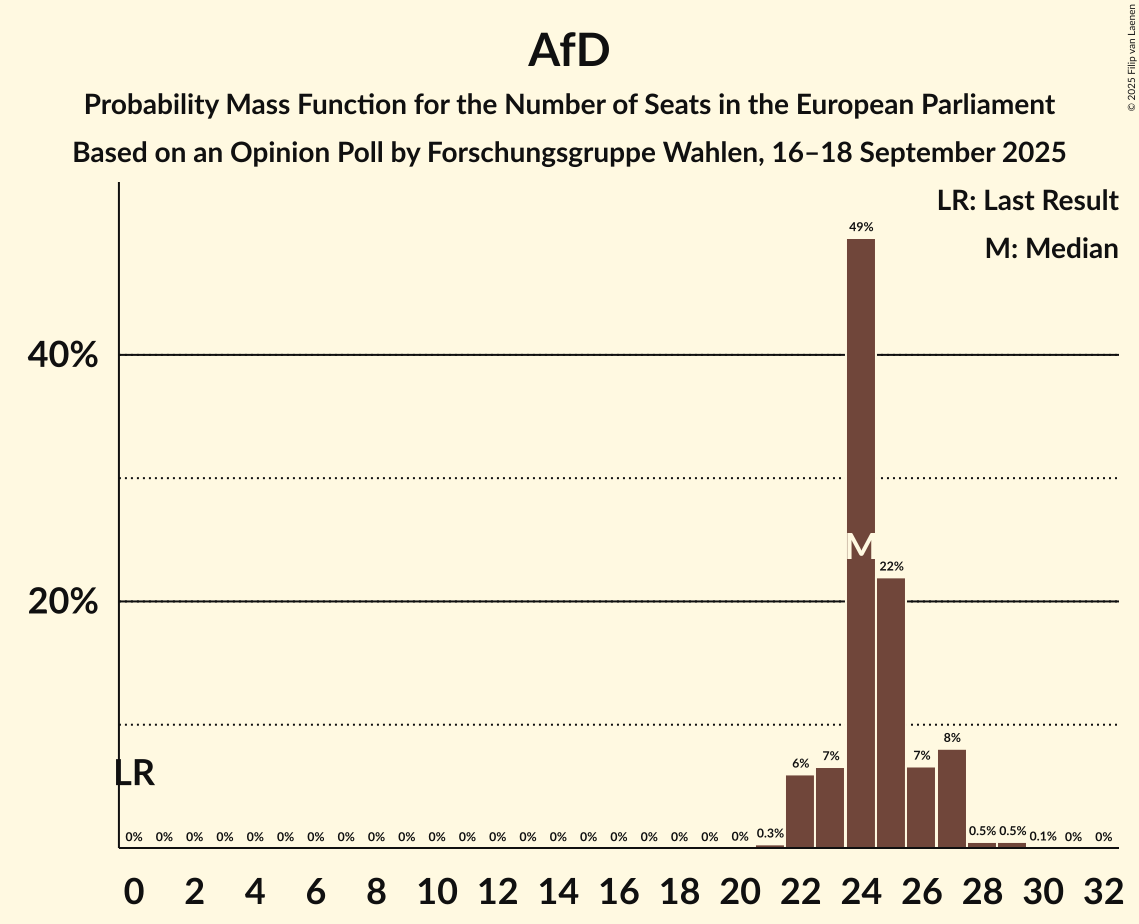 AfD
Probability Mass Function for the Number of Seats in the European Parliament
Based on an Opinion Poll by Forschungsgruppe Wahlen, 16–18 September 2025
© 2025 Filip van Laenen
LR: Last Result
M: Median
49%
40%
M
22%
20%
8%
7%
7%
6%
LR
0% 0% 0% 0% 0% 0% 0% 0% 0% 0% 0% 0% 0% 0% 0% 0% 0% 0% 0% 0% 0% 0.3% 0.5% 0.5% 0.1% 0% 0%
0 2 4 6 8 10 12 14 16 18 20 22 24 26 28 30 32